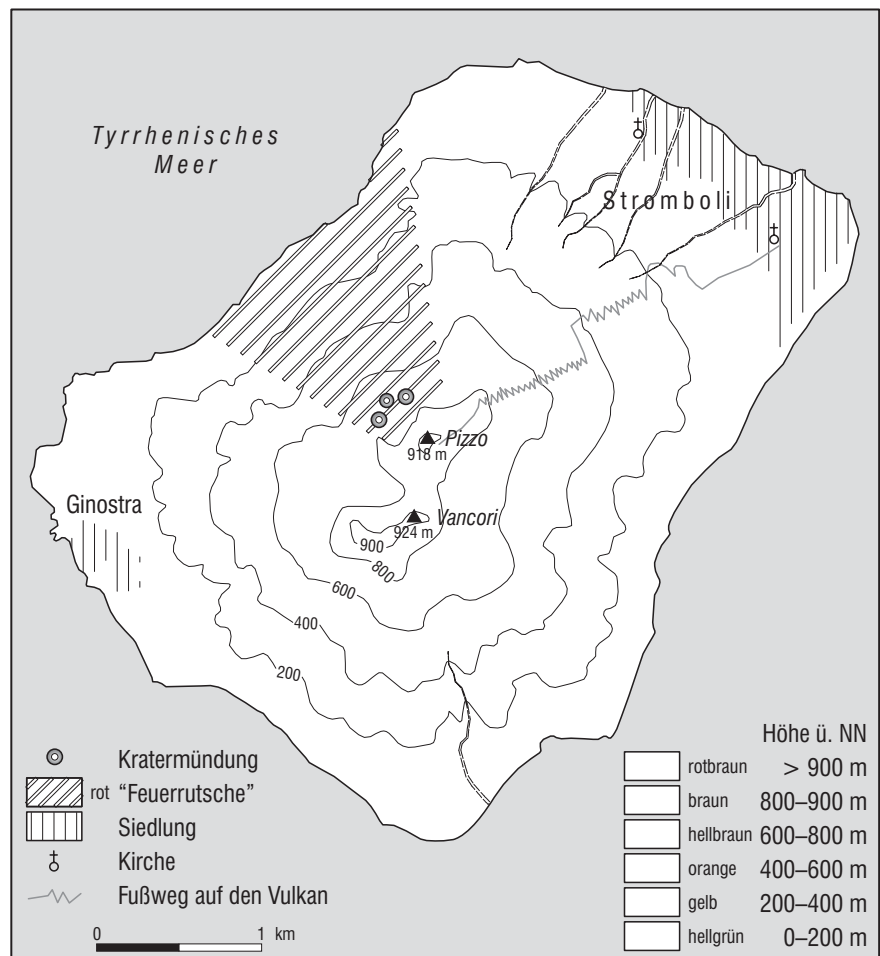 Tyrrhenisches
Meer
Stromboli
Pizzo
918 m
Ginostra
Vancori
924 m
900
800
600
400
200
Kratermündung
rot "Feuerrutsche"
Siedlung
Kirche
Fußweg auf den Vulkan
0 1 km
Höhe ü. NN
rotbraun > 900 m
braun 800–900 m
hellbraun 600–800 m
orange 400–600 m
gelb 200–400 m
hellgrün 0–200 m